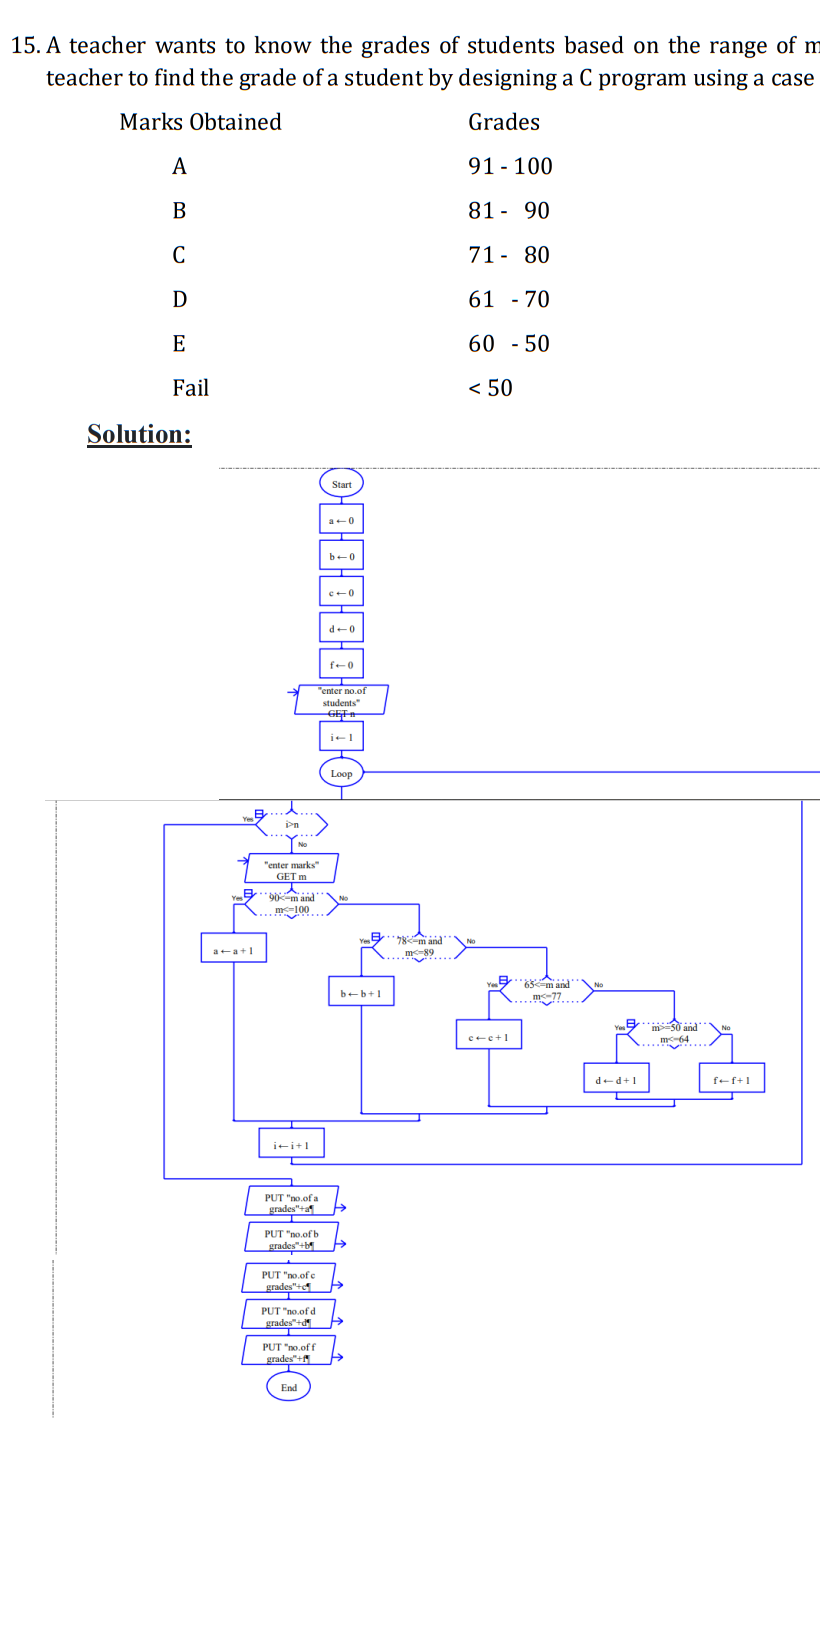 15. A teacher wants to know the grades of students based on the range of m
teacher to find the grade of a student by designing a C program using a case
Marks Obtained Grades
A 91 - 100
B 81 - 90
C 71 - 80
D 61 - 70
E 60 - 50
Fail < 50
Solution:
Start
a ← 0
b ← 0
c ← 0
d ← 0
f ← 0
"enter no.of
students"
GET n
i ← 1
Loop
Yes
i>n
No
"enter marks"
GET m
Yes
90<=m and
m<=100
No
a ← a + 1
Yes
78<=m and
m<=89
No
b ← b + 1
Yes
65<=m and
m<=77
No
c ← c + 1
Yes
m>=50 and
m<=64
No
d ← d + 1
f ← f + 1
i ← i + 1
PUT "no.of a
grades"+a¶
PUT "no.of b
grades"+b¶
PUT "no.of c
grades"+c¶
PUT "no.of d
grades"+d¶
PUT "no.of f
grades"+f¶
End